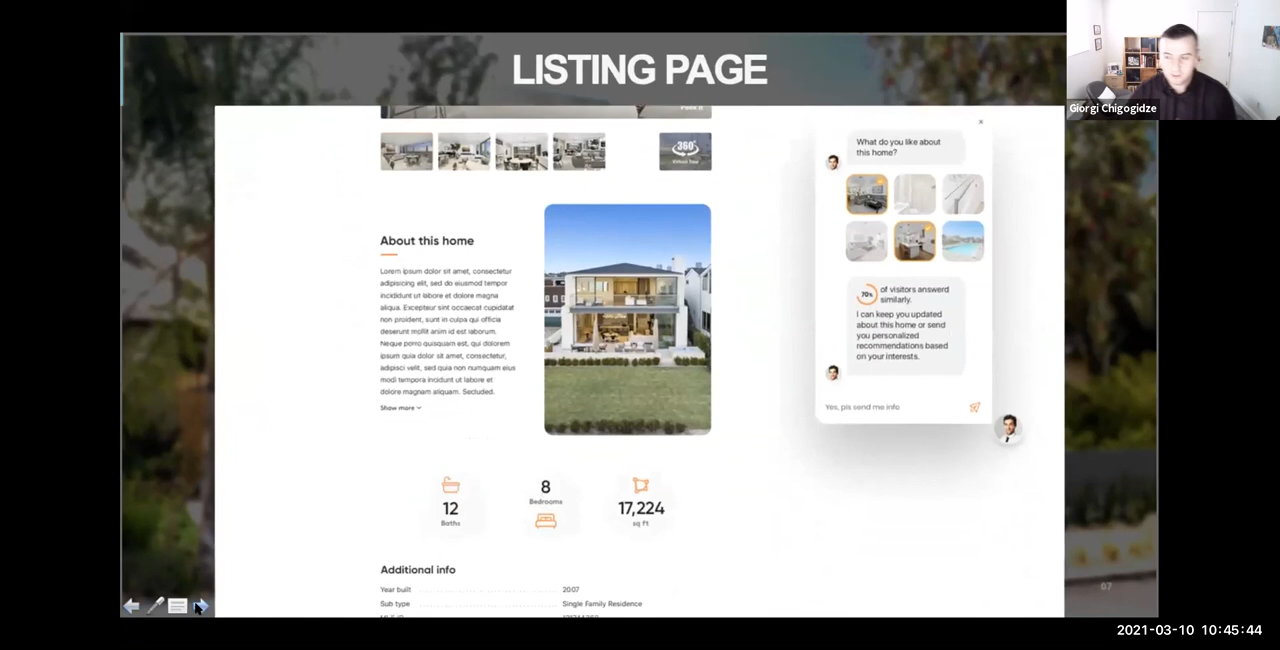 LISTING PAGE
Giorgi Chigogidze
360°
Virtual Tour
What do you like about
this home?
About this home
Lorem ipsum dolor sit amet, consectetur
adipisicing elit, sed do eiusmod tempor
incididunt ut labore et dolore magna
aliqua. Excepteur sint occaecat cupidatat
non proident, sunt in culpa qui officia
deserunt mollit anim id est laborum.
Neque porro quisquam est, qui dolorem
ipsum quia dolor sit amet, consectetur,
adipisci velit, sed quia non numquam eius
modi tempora incidunt ut labore et
dolore magnam aliquam. Secluded.
Show more
70%
of visitors answerd
similarly.
I can keep you updated
about this home or send
you personalized
recommendations based
on your interests.
Yes, pls send me info
12
Baths
8
Bedrooms
17,224
sq ft
Additional info
Year built 2007
Sub type Single Family Residence
07
2021-03-10 10:45:44